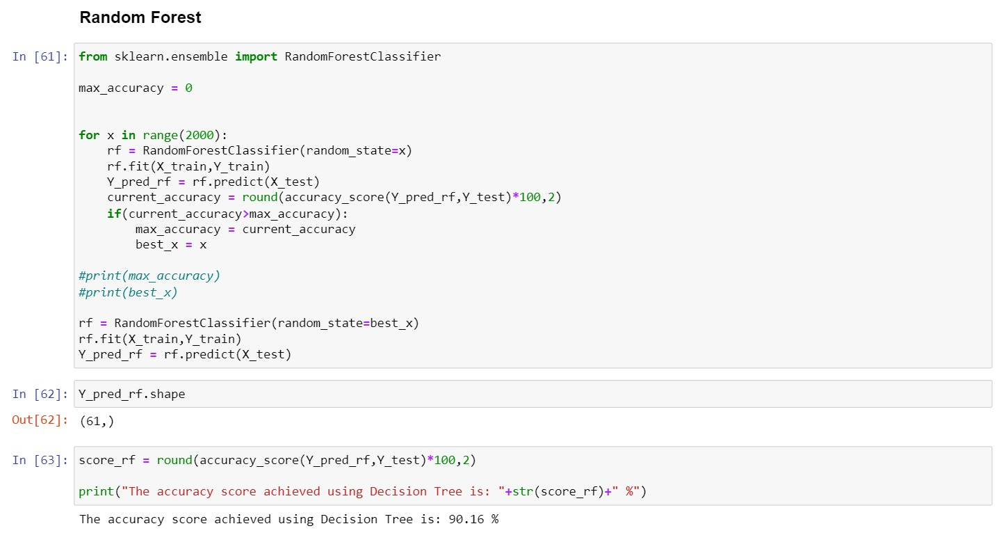 Random Forest
In [61]:
from sklearn.ensemble import RandomForestClassifier
max_accuracy = 0
for x in range(2000):
    rf = RandomForestClassifier(random_state=x)
    rf.fit(X_train,Y_train)
    Y_pred_rf = rf.predict(X_test)
    current_accuracy = round(accuracy_score(Y_pred_rf,Y_test)*100,2)
    if(current_accuracy>max_accuracy):
        max_accuracy = current_accuracy
        best_x = x
#print(max_accuracy)
#print(best_x)
rf = RandomForestClassifier(random_state=best_x)
rf.fit(X_train,Y_train)
Y_pred_rf = rf.predict(X_test)
In [62]:
Y_pred_rf.shape
Out[62]:
(61,)
In [63]:
score_rf = round(accuracy_score(Y_pred_rf,Y_test)*100,2)
print("The accuracy score achieved using Decision Tree is: "+str(score_rf)+" %")
The accuracy score achieved using Decision Tree is: 90.16 %